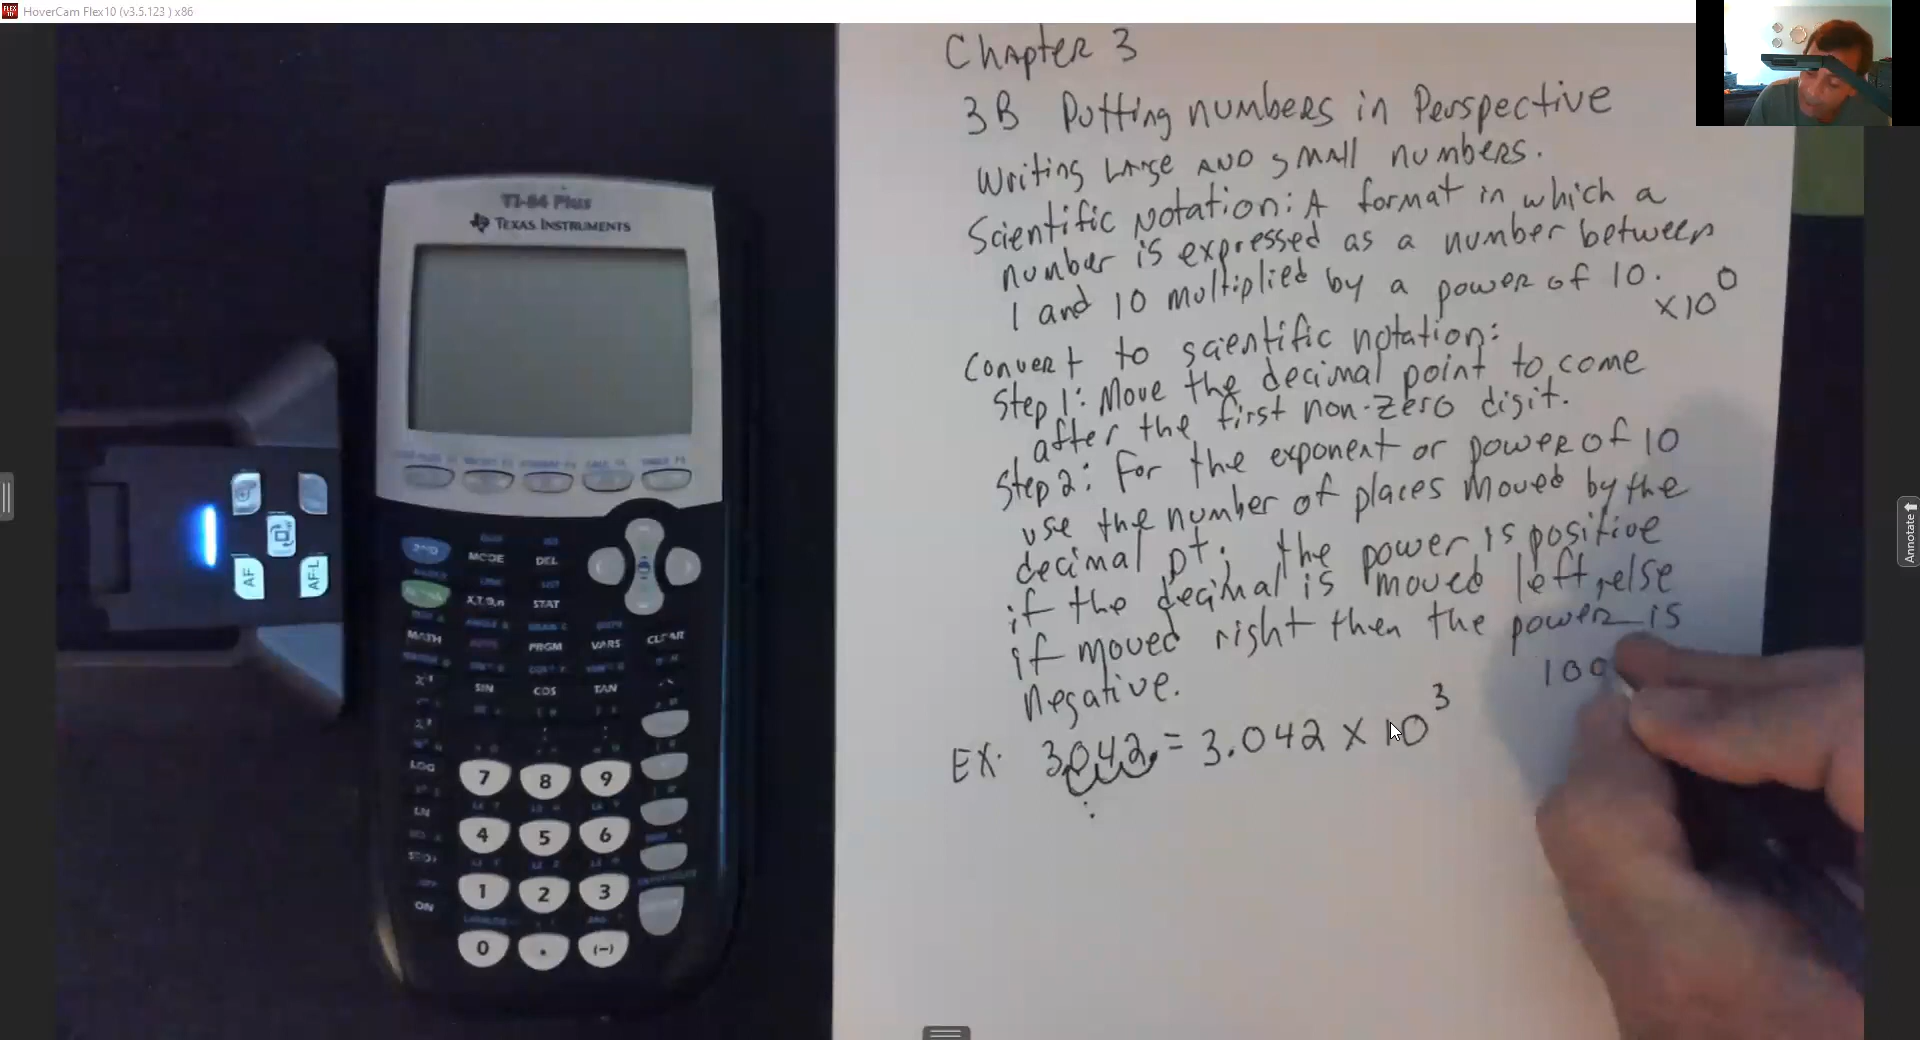 HoverCam Flex10 (v3.5.123 ) x86
Chapter 3
3B Putting numbers in Perspective
Writing Large AND small numbers.
Scientific Notation: A format in which a
number is expressed as a number between
1 and 10 multiplied by a power of 10.
×10⁰
Convert to scientific notation:
Step 1: Move the decimal point to come
after the first non-zero digit.
Step 2: For the exponent or power of 10
use the number of places moved by the
decimal pt; the power is positive
if the decimal is moved left, else
if moved right then the power is
negative.
100
EX. 3042. = 3.042 × 10³
.
TI-84 Plus
TEXAS INSTRUMENTS
2ND MODE DEL
X,T,θ,n STAT
MATH PRGM VARS CLEAR
SIN COS TAN
LOG 7 8 9
LN 4 5 6
STO 1 2 3
ON 0 . (-)
AF AF-L
Annotate